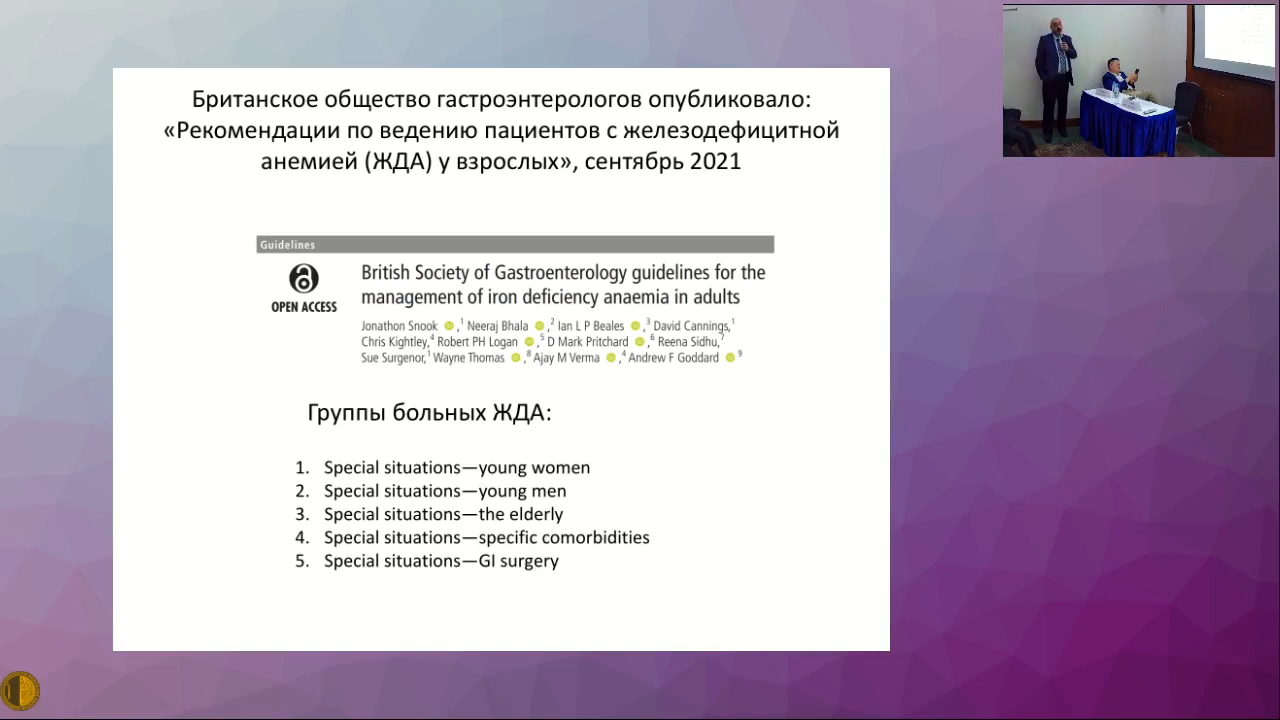 Британское общество гастроэнтерологов опубликовало:
«Рекомендации по ведению пациентов с железодефицитной
анемией (ЖДА) у взрослых», сентябрь 2021
Guidelines
OPEN ACCESS
British Society of Gastroenterology guidelines for the
management of iron deficiency anaemia in adults
Jonathon Snook ,1 Neeraj Bhala ,2 Ian L P Beales ,3 David Cannings,1
Chris Kightley,4 Robert PH Logan ,5 D Mark Pritchard ,6 Reena Sidhu,7
Sue Surgenor,1 Wayne Thomas ,8 Ajay M Verma ,4 Andrew F Goddard 9
Группы больных ЖДА:
1. Special situations—young women
2. Special situations—young men
3. Special situations—the elderly
4. Special situations—specific comorbidities
5. Special situations—GI surgery